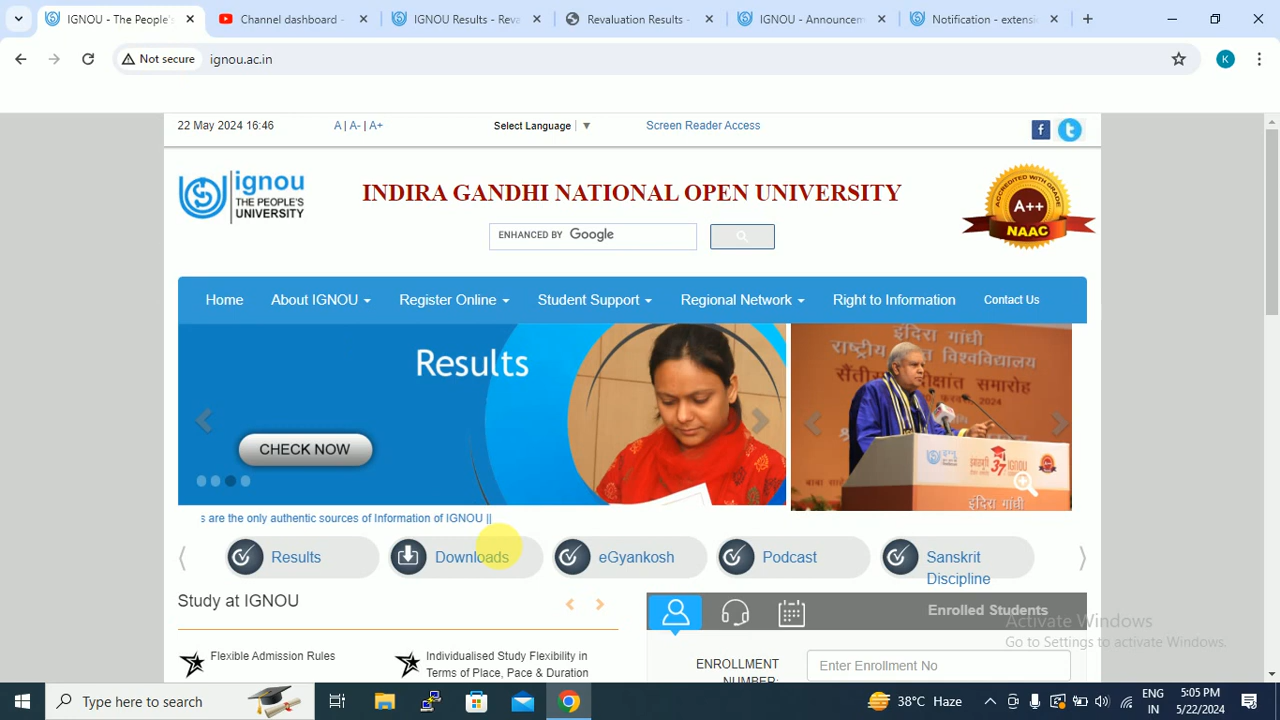 IGNOU - The People's
Channel dashboard -
IGNOU Results - Reva
Revaluation Results -
IGNOU - Announcem
Notification - extensi
Not secure
ignou.ac.in
K
22 May 2024 16:46
A | A- | A+
Select Language
Screen Reader Access
f
t
ignou
THE PEOPLE'S
UNIVERSITY
INDIRA GANDHI NATIONAL OPEN UNIVERSITY
ACCREDITED WITH GRADE
A++
NAAC
ENHANCED BY Google
Home
About IGNOU
Register Online
Student Support
Regional Network
Right to Information
Contact Us
Results
CHECK NOW
इंदिरा गांधी
राष्ट्रीय
37
इंदिरा गांधी
s are the only authentic sources of Information of IGNOU ||
Results
Downloads
eGyankosh
Podcast
Sanskrit
Discipline
Study at IGNOU
Enrolled Students
Activate Windows
Go to Settings to activate Windows.
Flexible Admission Rules
Individualised Study Flexibility in
Terms of Place, Pace & Duration
ENROLLMENT
NUMBER:
Enter Enrollment No
Type here to search
38°C Haze
ENG
IN
5:05 PM
5/22/2024